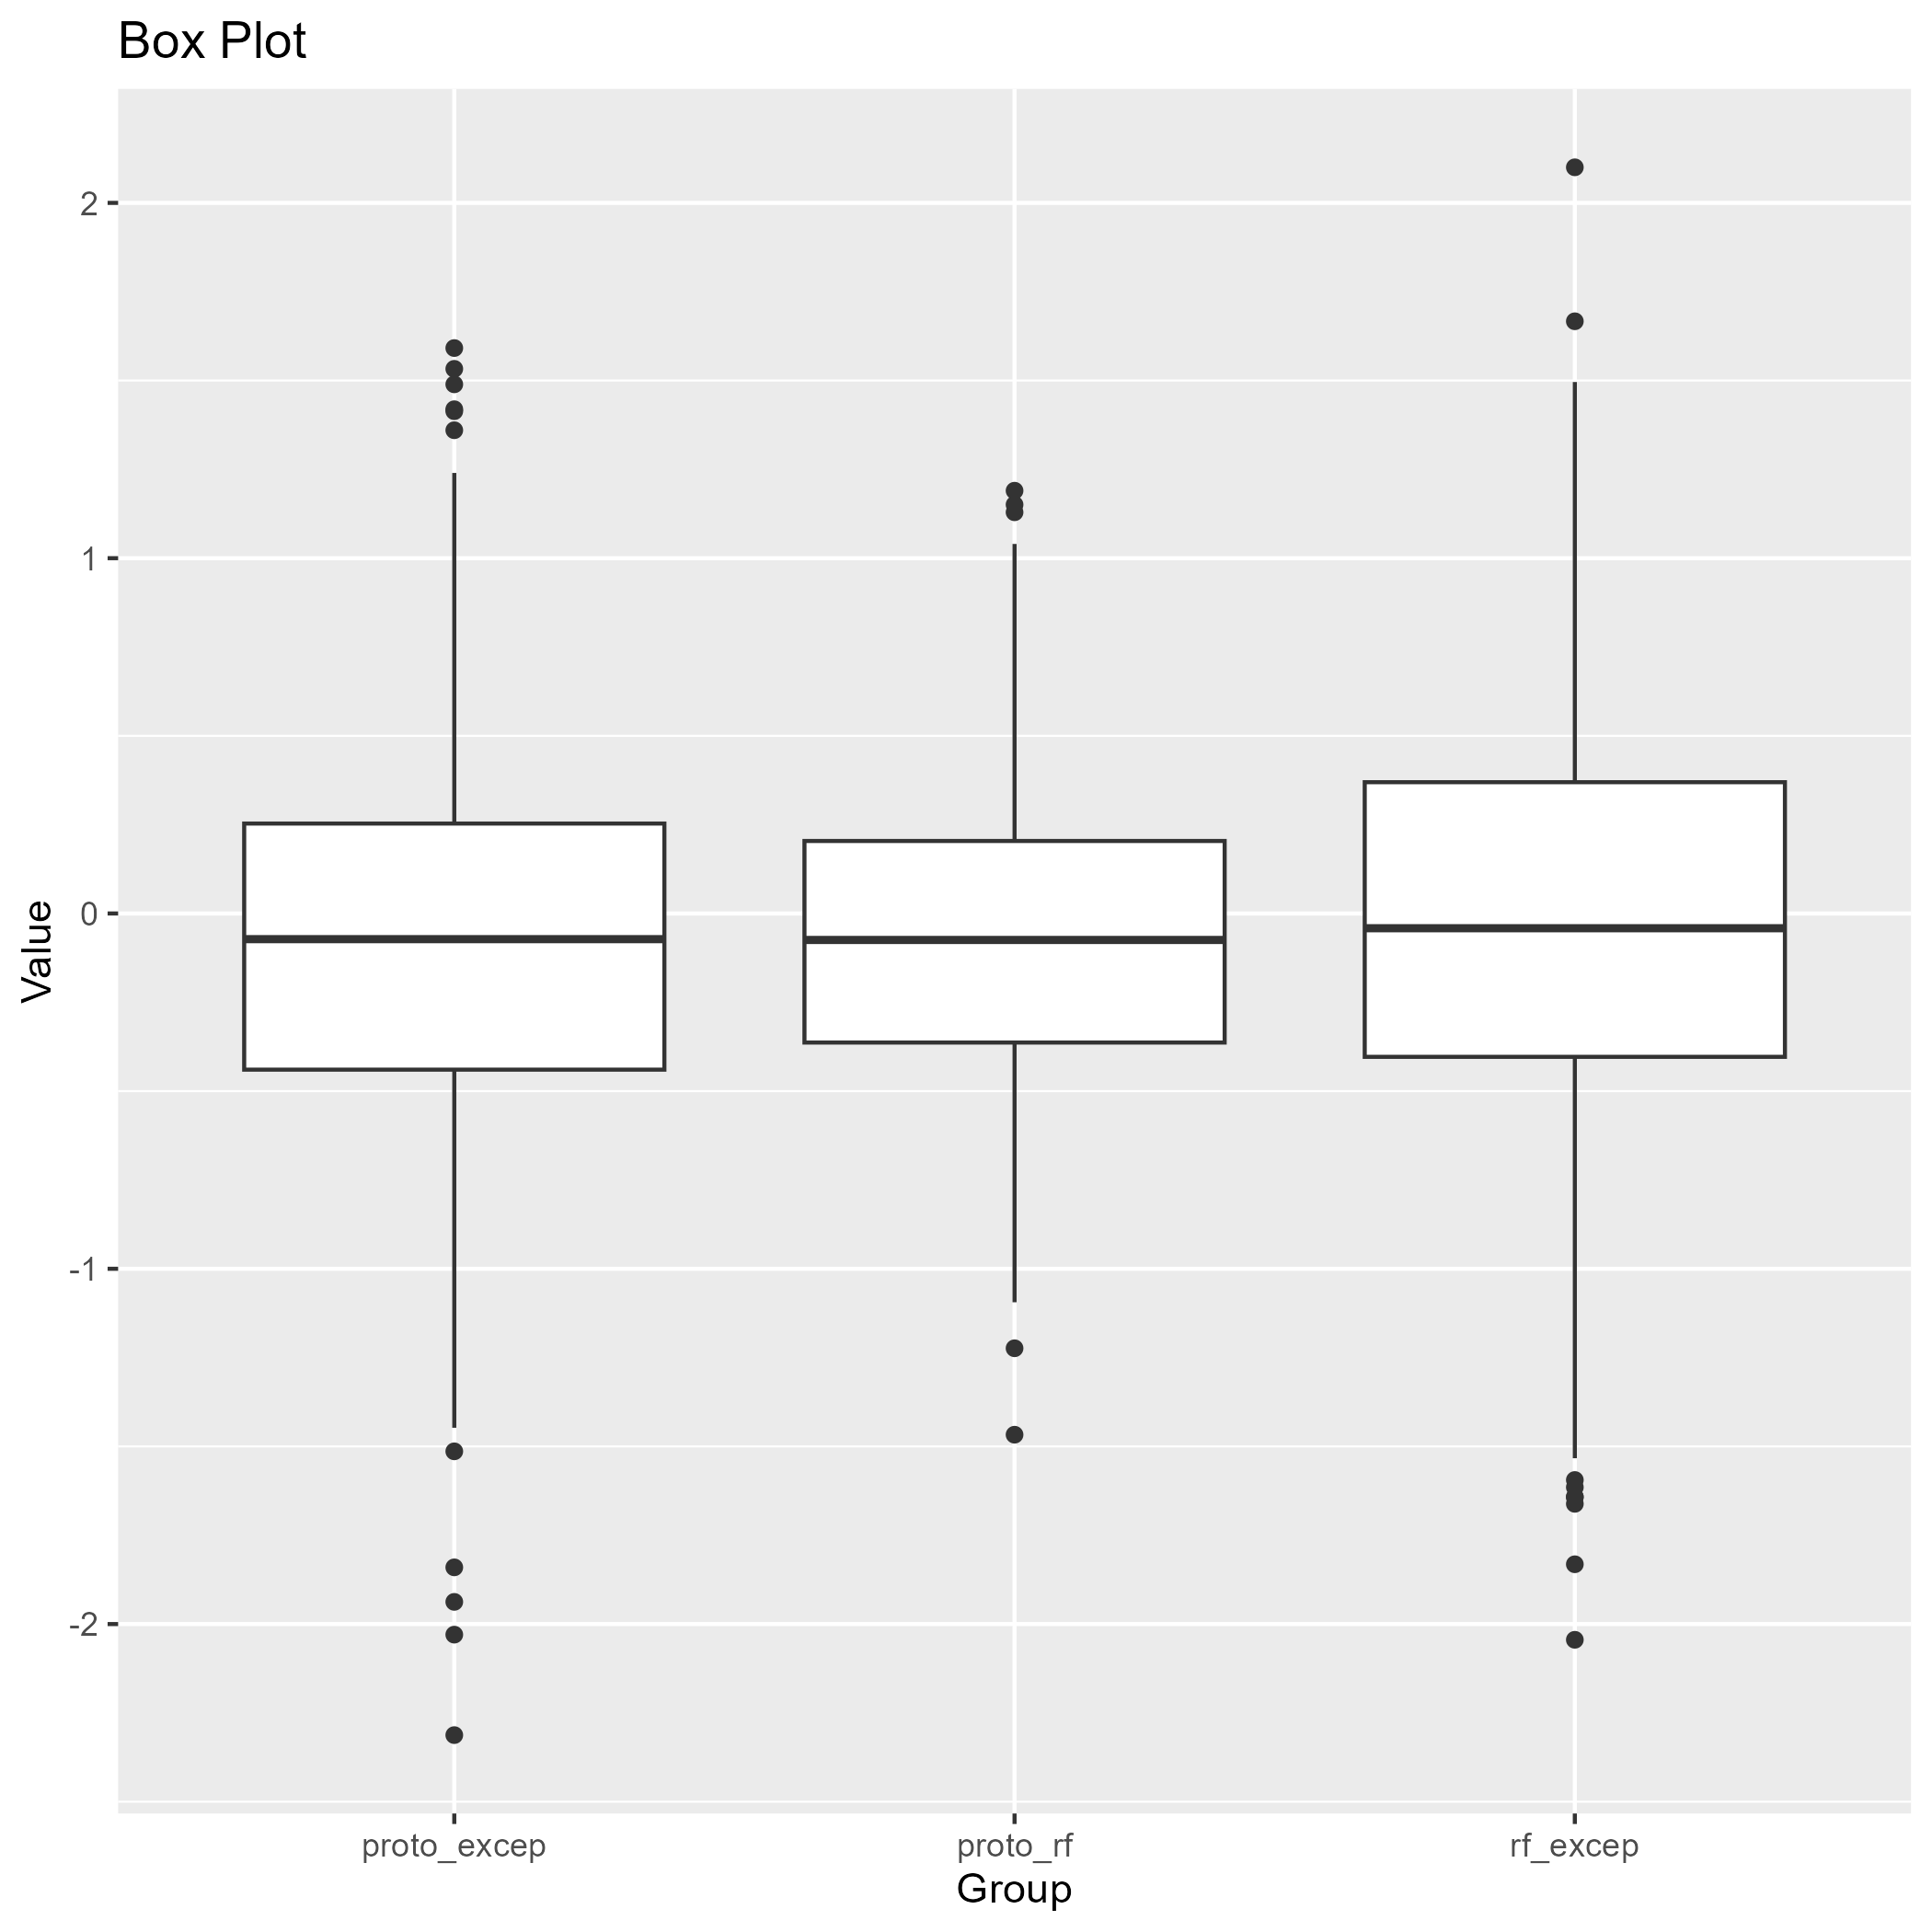 Box Plot
2
1
0
-1
-2
Value
proto_excep
proto_rf
rf_excep
Group